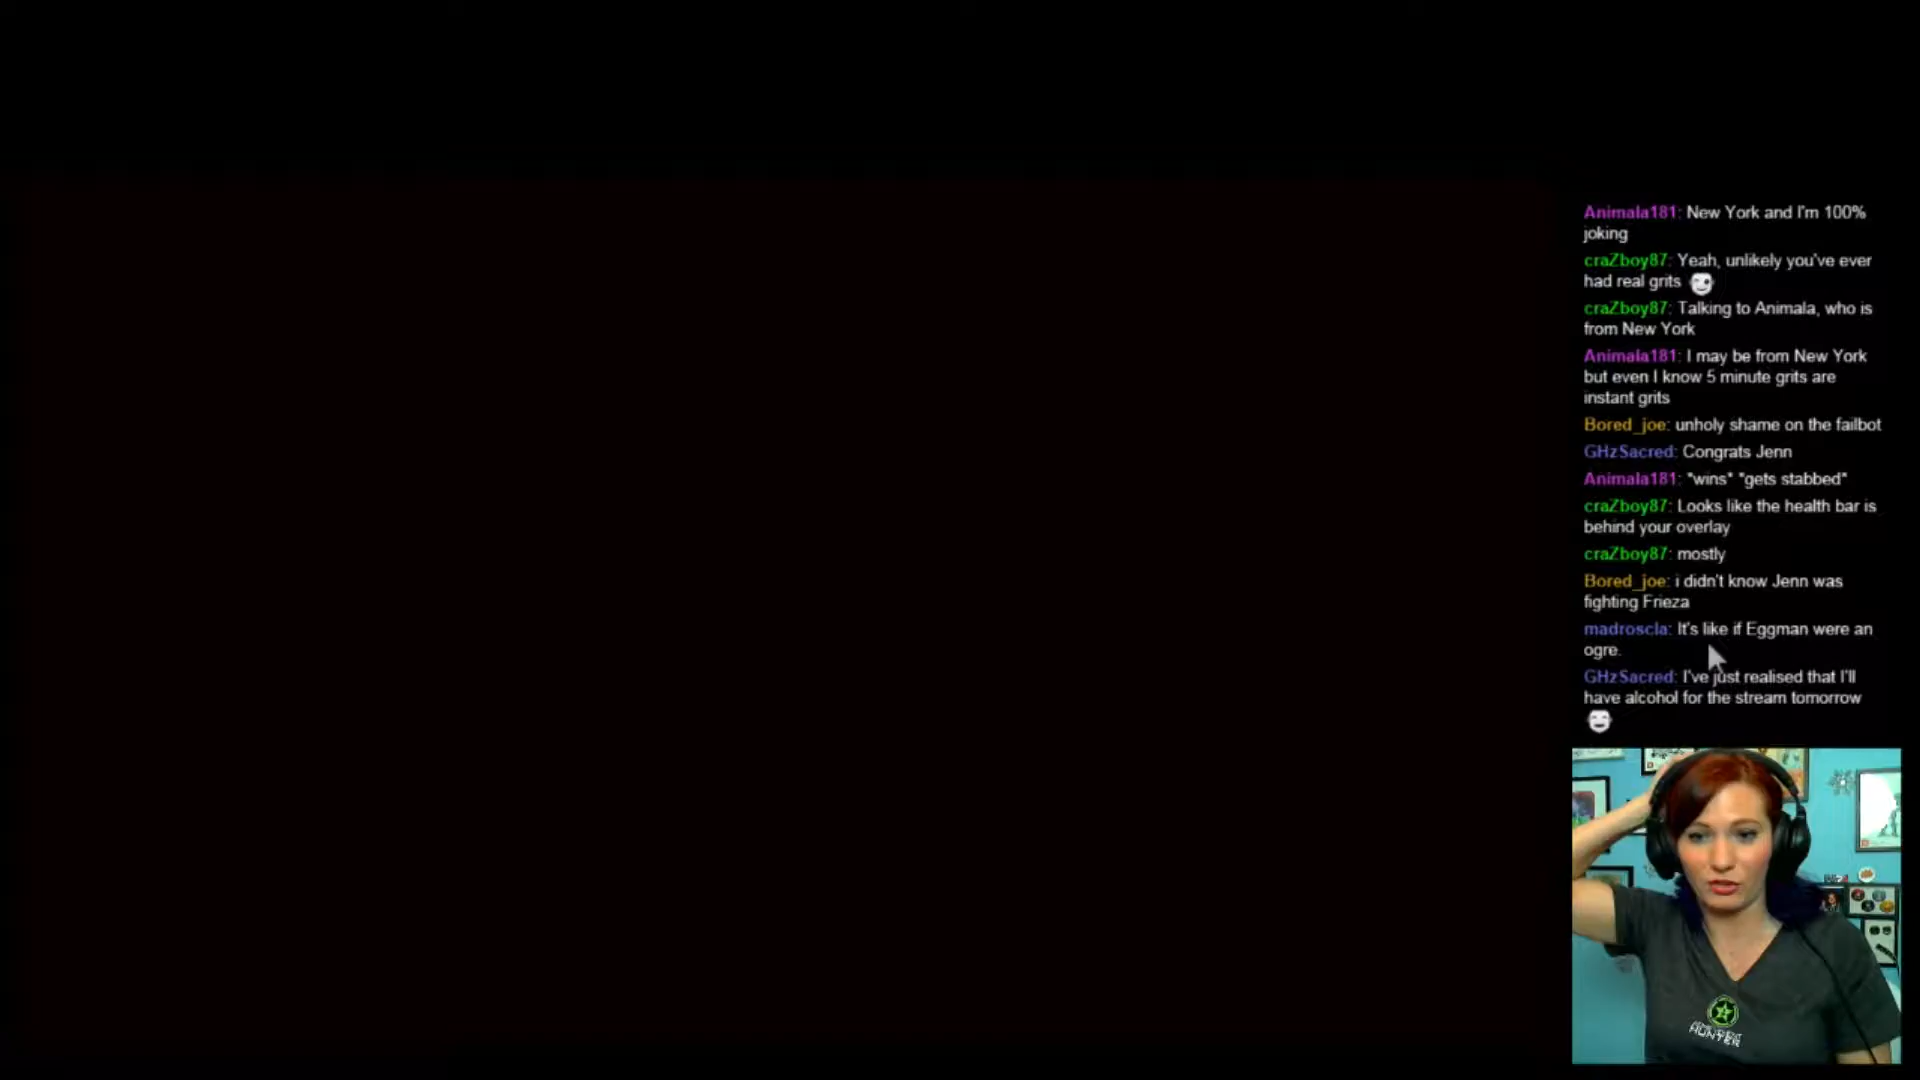 Animala181: New York and I'm 100%
joking
craZboy87: Yeah, unlikely you've ever
had real grits
craZboy87: Talking to Animala, who is
from New York
Animala181: I may be from New York
but even I know 5 minute grits are
instant grits
Bored_joe: unholy shame on the failbot
GHzSacred: Congrats Jenn
Animala181: *wins* *gets stabbed*
craZboy87: Looks like the health bar is
behind your overlay
craZboy87: mostly
Bored_joe: i didn't know Jenn was
fighting Frieza
madroscla: It's like if Eggman were an
ogre.
GHzSacred: I've just realised that I'll
have alcohol for the stream tomorrow
HUNTER